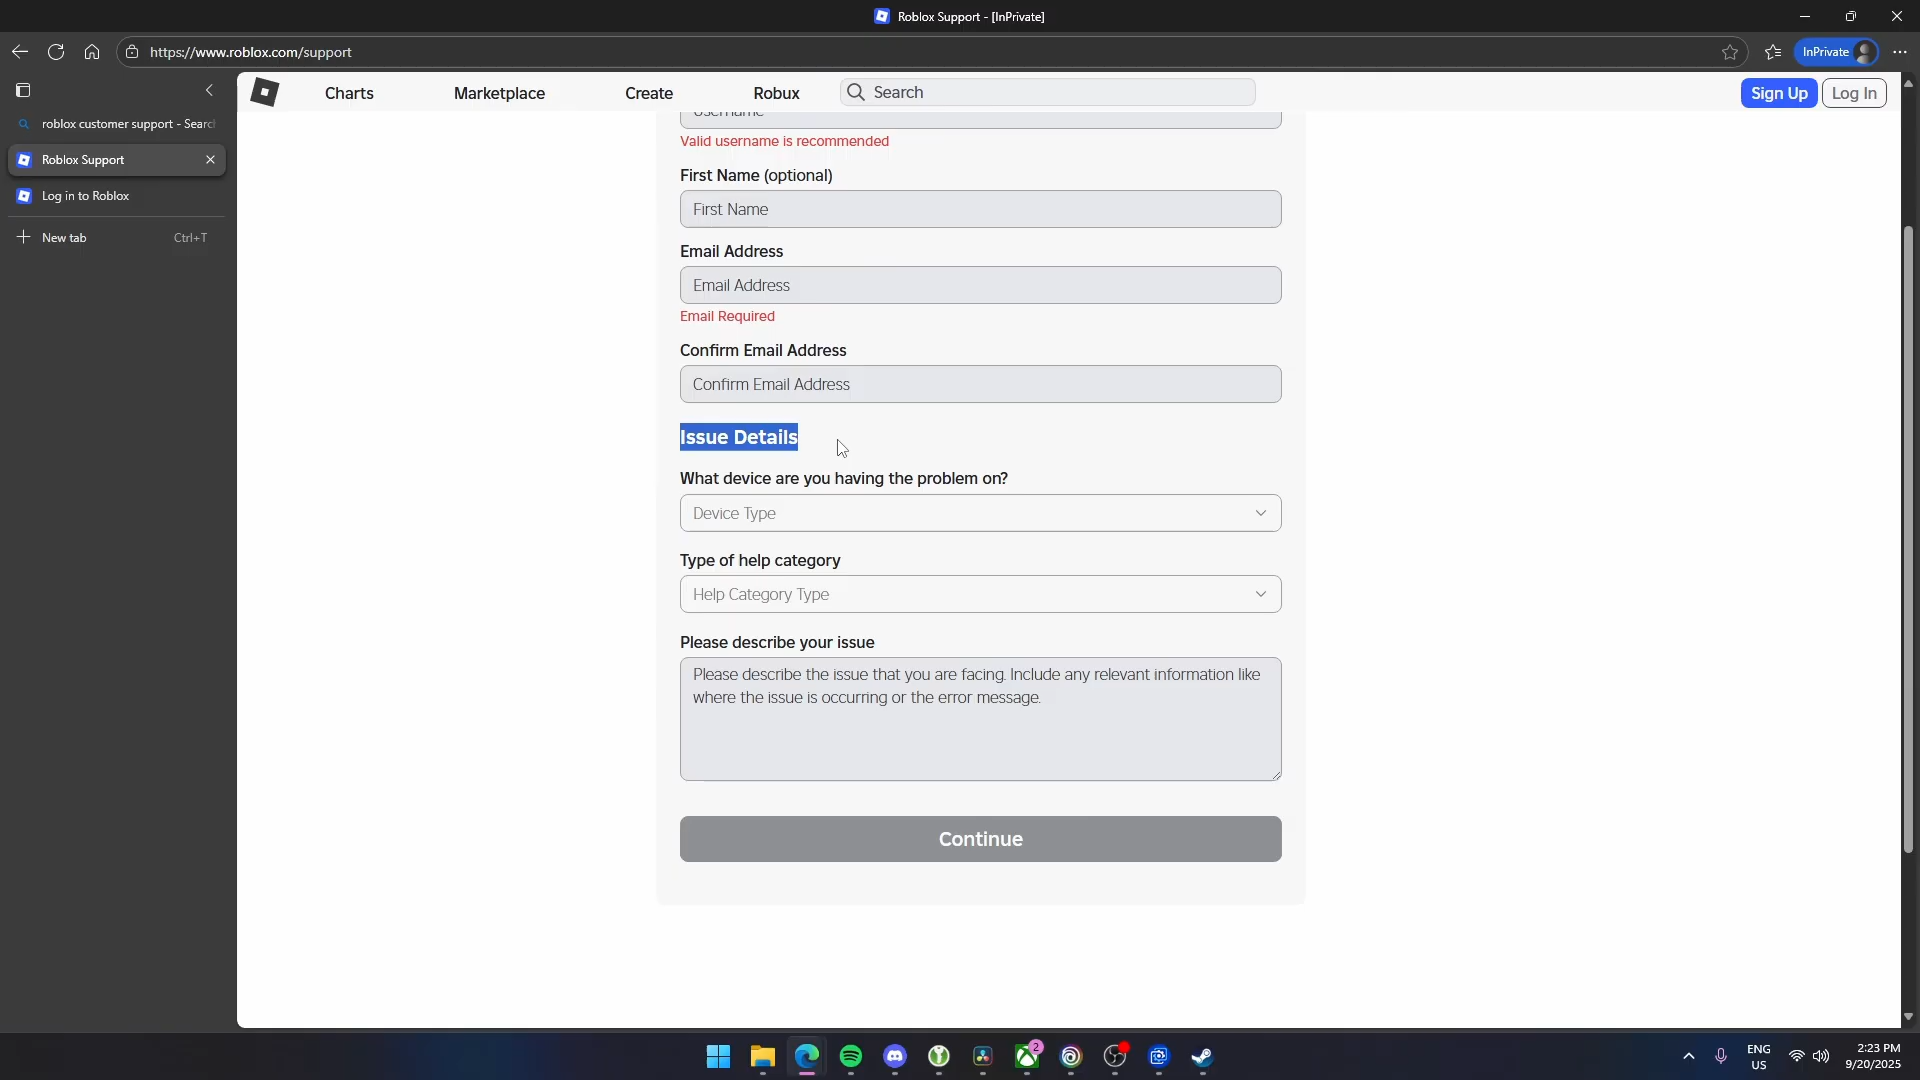 Roblox Support - [InPrivate]
https://www.roblox.com/support
InPrivate
roblox customer support - Searc
Roblox Support
Log in to Roblox
New tab
Ctrl+T
Charts
Marketplace
Create
Robux
Search
Sign Up
Log In
Username
Valid username is recommended
First Name (optional)
First Name
Email Address
Email Address
Email Required
Confirm Email Address
Confirm Email Address
Issue Details
What device are you having the problem on?
Device Type
Type of help category
Help Category Type
Please describe your issue
Please describe the issue that you are facing. Include any relevant information like
where the issue is occurring or the error message.
Continue
2
ENG
US
2:23 PM
9/20/2025